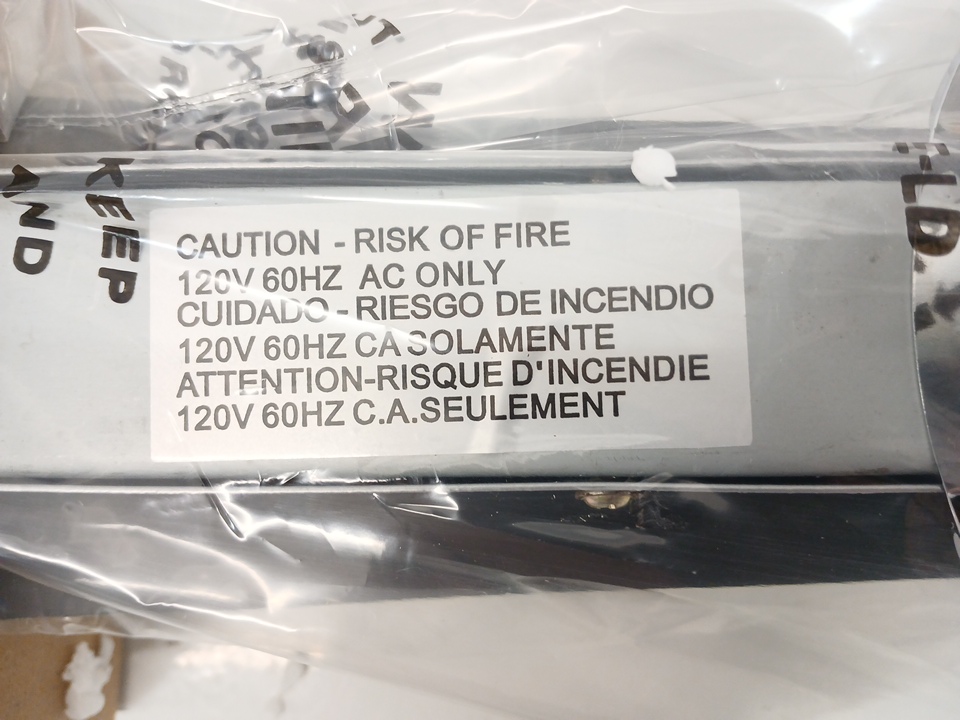 KEEP
AND
CAUTION - RISK OF FIRE
120V 60HZ AC ONLY
CUIDADO - RIESGO DE INCENDIO
120V 60HZ CA SOLAMENTE
ATTENTION-RISQUE D'INCENDIE
120V 60HZ C.A.SEULEMENT